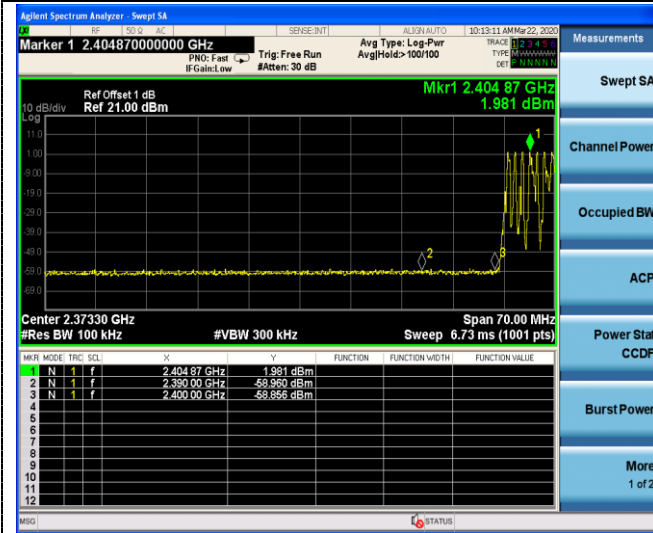 Agilent Spectrum Analyzer - Swept SA
RF 50 Ω AC SENSE:INT ALIGN AUTO 10:13:11 AM Mar 22, 2020
Marker 1 2.404870000000 GHz
PNO: Fast
IFGain:Low
Trig: Free Run
#Atten: 30 dB
Avg Type: Log-Pwr
Avg|Hold:>100/100
TRACE 1 2 3 4 5 6
TYPE MWWWWW
DET P N N N N N
Mkr1 2.404 87 GHz
1.981 dBm
Ref Offset 1 dB
10 dB/div Ref 21.00 dBm
Log
11.0
1.00
-9.00
-19.0
-29.0
-39.0
-49.0
-59.0
-69.0
1
2
3
Center 2.37330 GHz Span 70.00 MHz
#Res BW 100 kHz #VBW 300 kHz Sweep 6.73 ms (1001 pts)
MKR MODE TRC SCL X Y FUNCTION FUNCTION WIDTH FUNCTION VALUE
1 N 1 f 2.404 87 GHz 1.981 dBm
2 N 1 f 2.390 00 GHz -58.960 dBm
3 N 1 f 2.400 00 GHz -58.856 dBm
4
5
6
7
8
9
10
11
12
MSG STATUS
Measurements
Swept SA
Channel Power
Occupied BW
ACP
Power Stat
CCDF
Burst Power
More
1 of 2